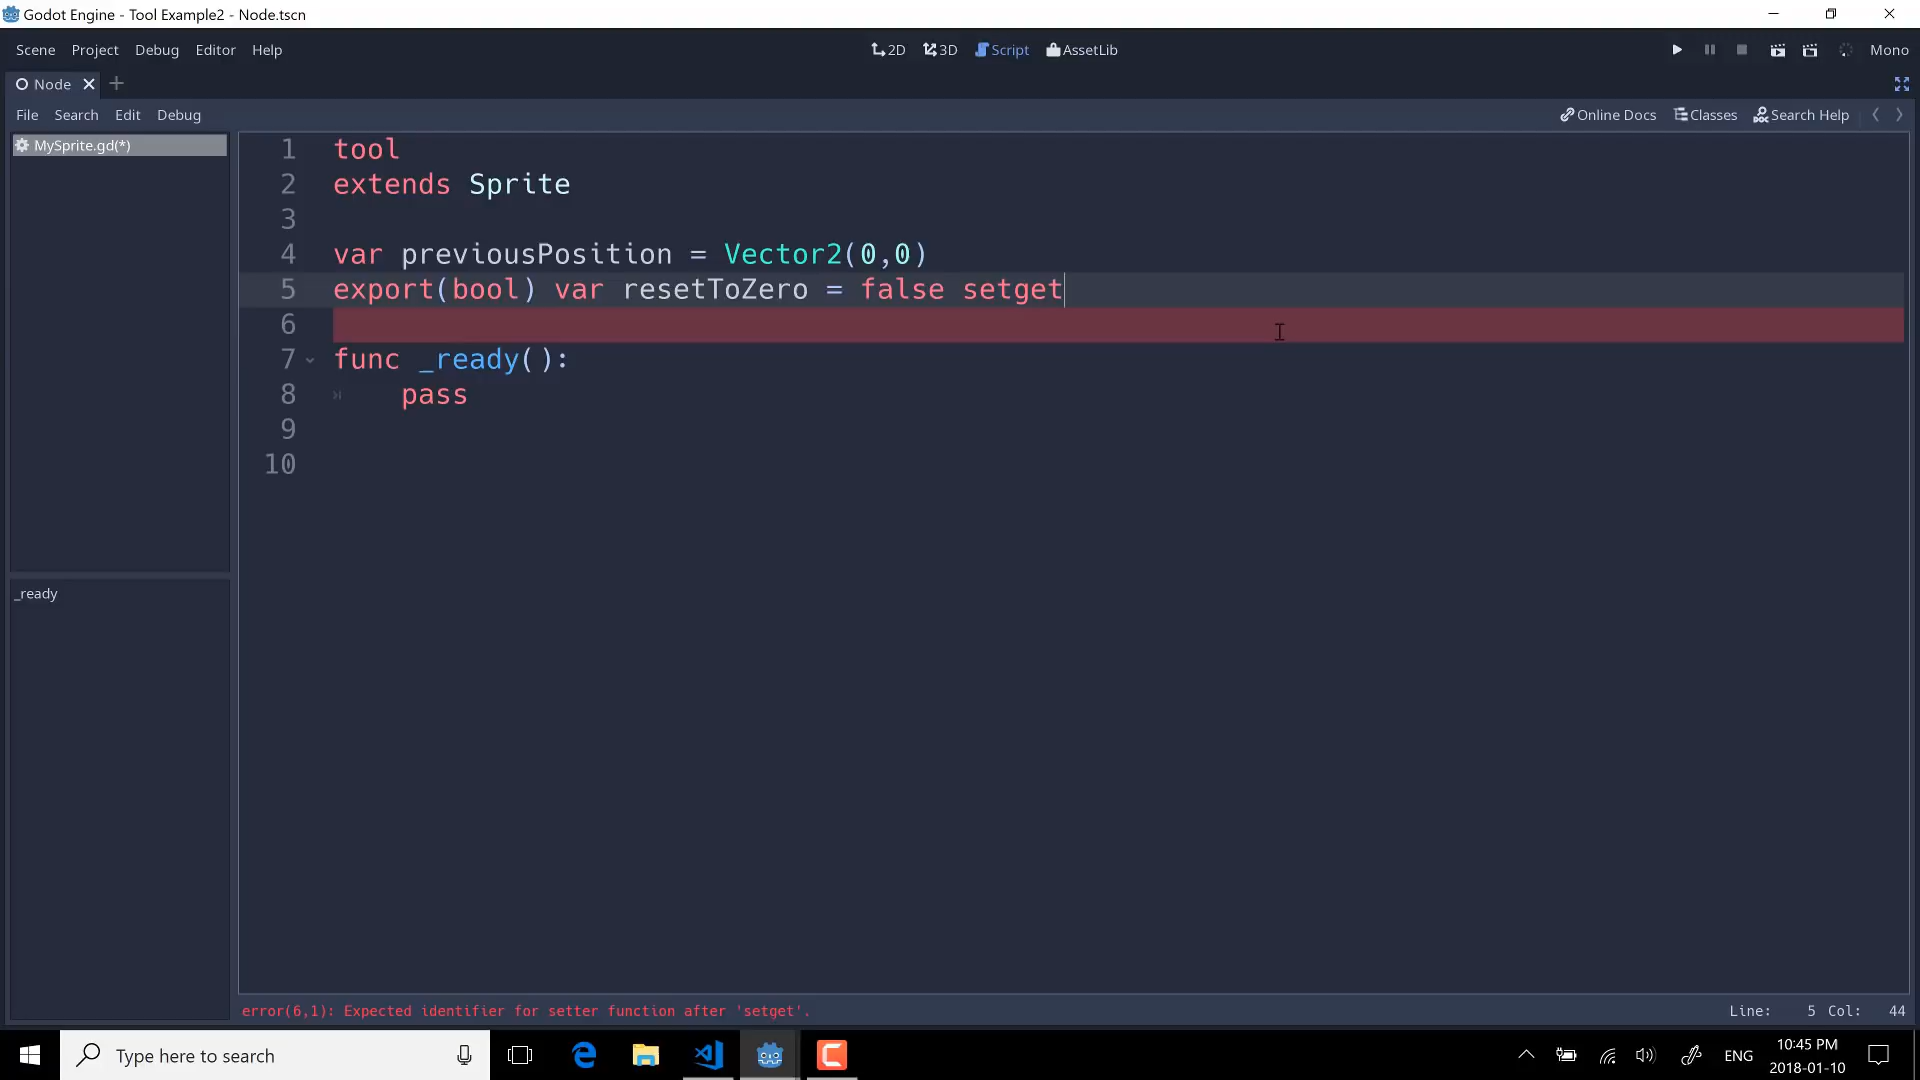 Godot Engine - Tool Example2 - Node.tscn
Scene Project Debug Editor Help
2D 3D Script AssetLib
Mono
Node
File Search Edit Debug
Online Docs Classes Search Help
MySprite.gd(*)
1 tool
2 extends Sprite
3
4 var previousPosition = Vector2(0,0)
5 export(bool) var resetToZero = false setget
6
7 func _ready():
8 pass
9
10
_ready
error(6,1): Expected identifier for setter function after 'setget'.
Line: 5 Col: 44
Type here to search
ENG
10:45 PM
2018-01-10